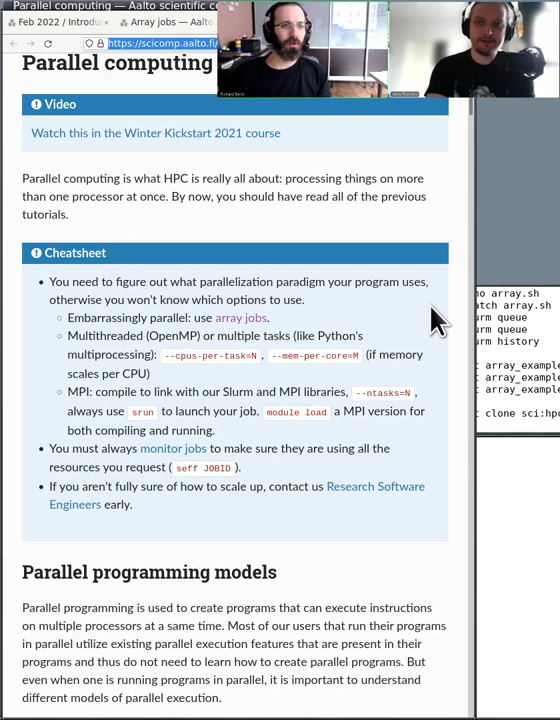 Parallel computing — Aalto scientific co
Feb 2022 / Introdu ×
Array jobs — Aalto
https://scicomp.aalto.fi/
Parallel computing
Video
Watch this in the Winter Kickstart 2021 course
Parallel computing is what HPC is really all about: processing things on more
than one processor at once. By now, you should have read all of the previous
tutorials.
Cheatsheet
• You need to figure out what parallelization paradigm your program uses,
otherwise you won't know which options to use.
◦ Embarrassingly parallel: use array jobs.
◦ Multithreaded (OpenMP) or multiple tasks (like Python's
multiprocessing): --cpus-per-task=N , --mem-per-core=M (if memory
scales per CPU)
◦ MPI: compile to link with our Slurm and MPI libraries, --ntasks=N ,
always use srun to launch your job. module load a MPI version for
both compiling and running.
• You must always monitor jobs to make sure they are using all the
resources you request ( seff JOBID ).
• If you aren't fully sure of how to scale up, contact us Research Software
Engineers early.
Parallel programming models
Parallel programming is used to create programs that can execute instructions
on multiple processors at a same time. Most of our users that run their programs
in parallel utilize existing parallel execution features that are present in their
programs and thus do not need to learn how to create parallel programs. But
even when one is running programs in parallel, it is important to understand
different models of parallel execution.
no array.sh
atch array.sh
urm queue
urm queue
urm history
t array_example
t array_example
t array_example
t clone sci:hpc